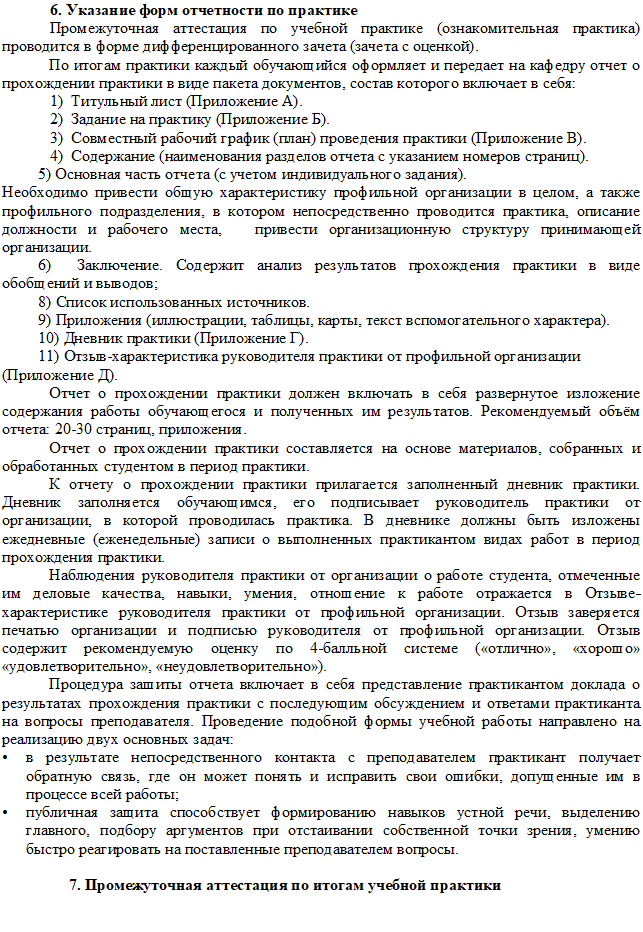 6. Указание форм отчетности по практике
Промежуточная аттестация по учебной практике (ознакомительная практика)
проводится в форме дифференцированного зачета (зачета с оценкой).
По итогам практики каждый обучающийся оформляет и передает на кафедру отчет о
прохождении практики в виде пакета документов, состав которого включает в себя:
1) Титульный лист (Приложение А).
2) Задание на практику (Приложение Б).
3) Совместный рабочий график (план) проведения практики (Приложение В).
4) Содержание (наименования разделов отчета с указанием номеров страниц).
5) Основная часть отчета (с учетом индивидуального задания).
Необходимо привести общую характеристику профильной организации в целом, а также
профильного подразделения, в котором непосредственно проводится практика, описание
должности и рабочего места, привести организационную структуру принимающей
организации.
6) Заключение. Содержит анализ результатов прохождения практики в виде
обобщений и выводов;
8) Список использованных источников.
9) Приложения (иллюстрации, таблицы, карты, текст вспомогательного характера).
10) Дневник практики (Приложение Г).
11) Отзыв-характеристика руководителя практики от профильной организации
(Приложение Д).
Отчет о прохождении практики должен включать в себя развернутое изложение
содержания работы обучающегося и полученных им результатов. Рекомендуемый объём
отчета: 20-30 страниц, приложения.
Отчет о прохождении практики составляется на основе материалов, собранных и
обработанных студентом в период практики.
К отчету о прохождении практики прилагается заполненный дневник практики.
Дневник заполняется обучающимся, его подписывает руководитель практики от
организации, в которой проводилась практика. В дневнике должны быть изложены
ежедневные (еженедельные) записи о выполненных практикантом видах работ в период
прохождения практики.
Наблюдения руководителя практики от организации о работе студента, отмеченные
им деловые качества, навыки, умения, отношение к работе отражается в Отзыве-
характеристике руководителя практики от профильной организации. Отзыв заверяется
печатью организации и подписью руководителя от профильной организации. Отзыв
содержит рекомендуемую оценку по 4-балльной системе («отлично», «хорошо»
«удовлетворительно», «неудовлетворительно»).
Процедура защиты отчета включает в себя представление практикантом доклада о
результатах прохождения практики с последующим обсуждением и ответами практиканта
на вопросы преподавателя. Проведение подобной формы учебной работы направлено на
реализацию двух основных задач:
• в результате непосредственного контакта с преподавателем практикант получает
обратную связь, где он может понять и исправить свои ошибки, допущенные им в
процессе всей работы;
• публичная защита способствует формированию навыков устной речи, выделению
главного, подбору аргументов при отстаивании собственной точки зрения, умению
быстро реагировать на поставленные преподавателем вопросы.
7. Промежуточная аттестация по итогам учебной практики